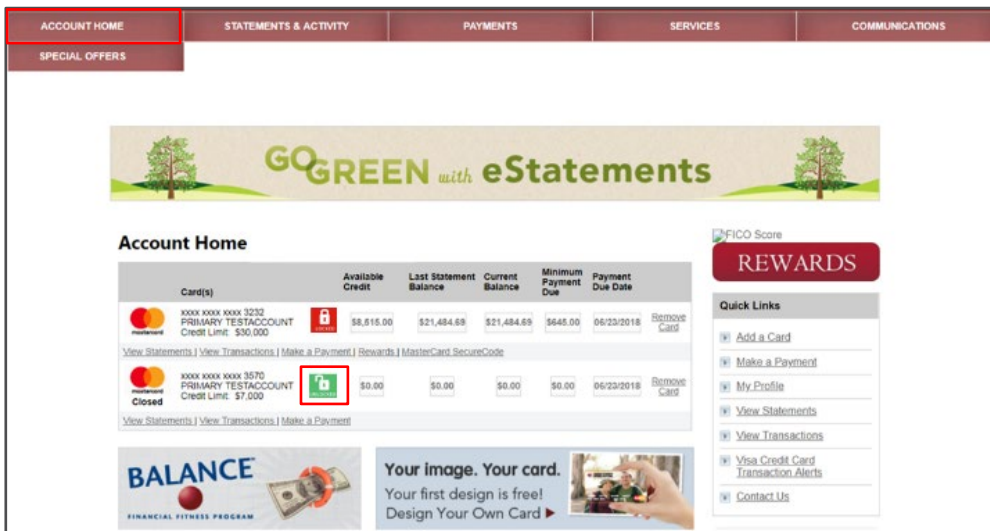 ACCOUNT HOME
STATEMENTS & ACTIVITY
PAYMENTS
SERVICES
COMMUNICATIONS
SPECIAL OFFERS
GO GREEN with eStatements
Account Home
FICO Score
REWARDS
Card(s)
Available Credit
Last Statement Balance
Current Balance
Minimum Payment Due
Payment Due Date
mastercard
xxxx xxxx xxxx 3232
PRIMARY TESTACCOUNT
Credit Limit: $30,000
LOCKED
$8,515.00
$21,484.69
$21,484.69
$645.00
06/23/2018
Remove Card
View Statements | View Transactions | Make a Payment | Rewards | MasterCard SecureCode
mastercard
Closed
xxxx xxxx xxxx 3570
PRIMARY TESTACCOUNT
Credit Limit: $7,000
UNLOCKED
$0.00
$0.00
$0.00
$0.00
06/23/2018
Remove Card
View Statements | View Transactions | Make a Payment
Quick Links
Add a Card
Make a Payment
My Profile
View Statements
View Transactions
Visa Credit Card
Transaction Alerts
Contact Us
BALANCE
FINANCIAL FITNESS PROGRAM
Your image. Your card.
Your first design is free!
Design Your Own Card